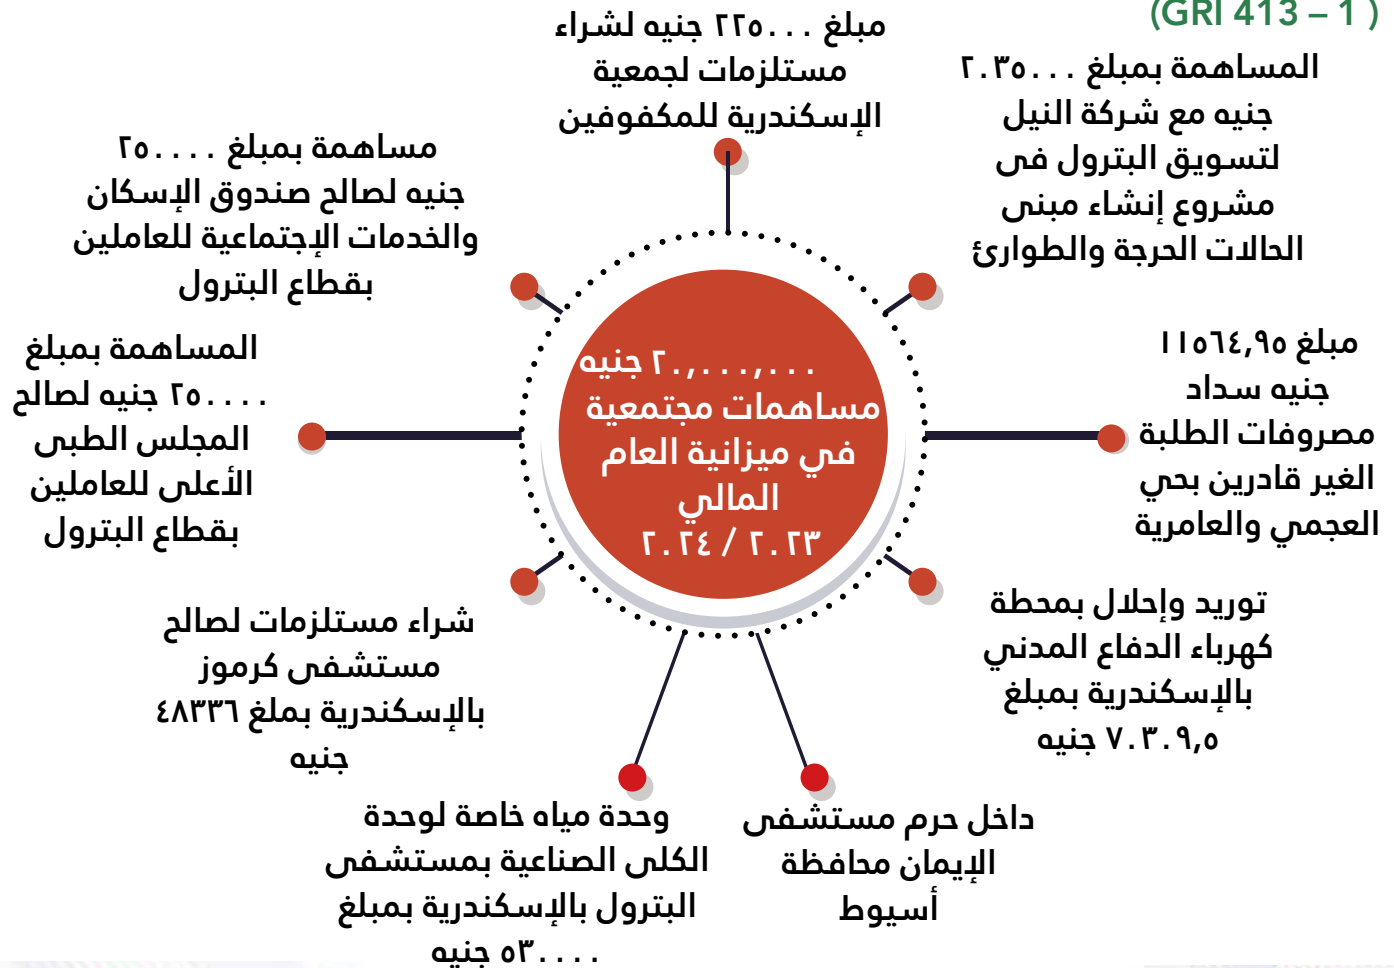 (GRI 413 – 1 )
المساهمة بمبلغ ٢٠٣٥٠٠٠
جنيه مع شركة النيل
لتسويق البترول فى
مشروع إنشاء مبنى
الحالات الحرجة والطوارئ
مبلغ ٢٢٥٠٠٠ جنيه لشراء
مستلزمات لجمعية
الإسكندرية للمكفوفين
مساهمة بمبلغ ٢٥٠٠٠٠
جنيه لصالح صندوق الإسكان
والخدمات الإجتماعية للعاملين
بقطاع البترول
مبلغ ١١٥٦٤,٩٥
جنيه سداد
مصروفات الطلبة
الغير قادرين بحي
العجمي والعامرية
٢٠,٠٠٠,٠٠٠ جنيه
مساهمات مجتمعية
في ميزانية العام
المالي
٢٠٢٣ / ٢٠٢٤
المساهمة بمبلغ
٢٥٠٠٠٠ جنيه لصالح
المجلس الطبى
الأعلى للعاملين
بقطاع البترول
توريد وإحلال بمحطة
كهرباء الدفاع المدني
بالإسكندرية بمبلغ
٧٠٣٠٩,٥ جنيه
شراء مستلزمات لصالح
مستشفى كرموز
بالإسكندرية بملغ ٤٨٣٣٦
جنيه
داخل حرم مستشفى
الإيمان محافظة
أسيوط
وحدة مياه خاصة لوحدة
الكلى الصناعية بمستشفى
البترول بالإسكندرية بمبلغ
٥٣٠٠٠٠ جنيه